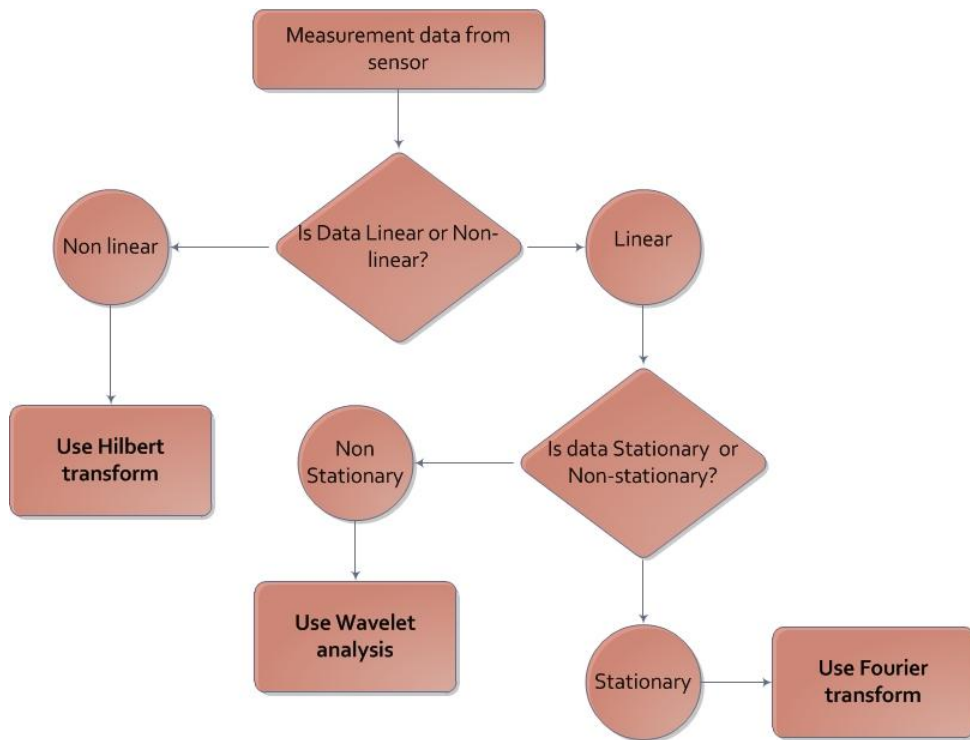 Measurement data from
sensor
Is Data Linear or Non-
linear?
Non linear
Linear
Use Hilbert
transform
Is data Stationary  or
Non-stationary?
Non
Stationary
Use Wavelet
analysis
Stationary
Use Fourier
transform